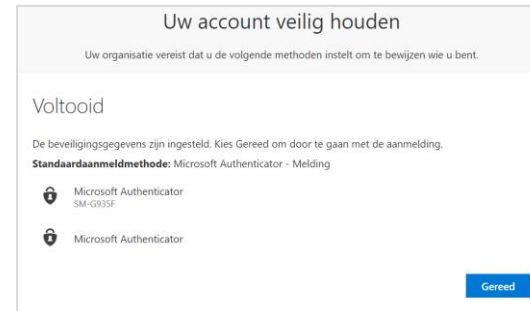 Uw account veilig houden
Uw organisatie vereist dat u de volgende methoden instelt om te bewijzen wie u bent.
Voltooid
De beveiligingsgegevens zijn ingesteld. Kies Gereed om door te gaan met de aanmelding.
Standaardaanmeldmethode: Microsoft Authenticator - Melding
Microsoft Authenticator
SM-G935F
Microsoft Authenticator
Gereed